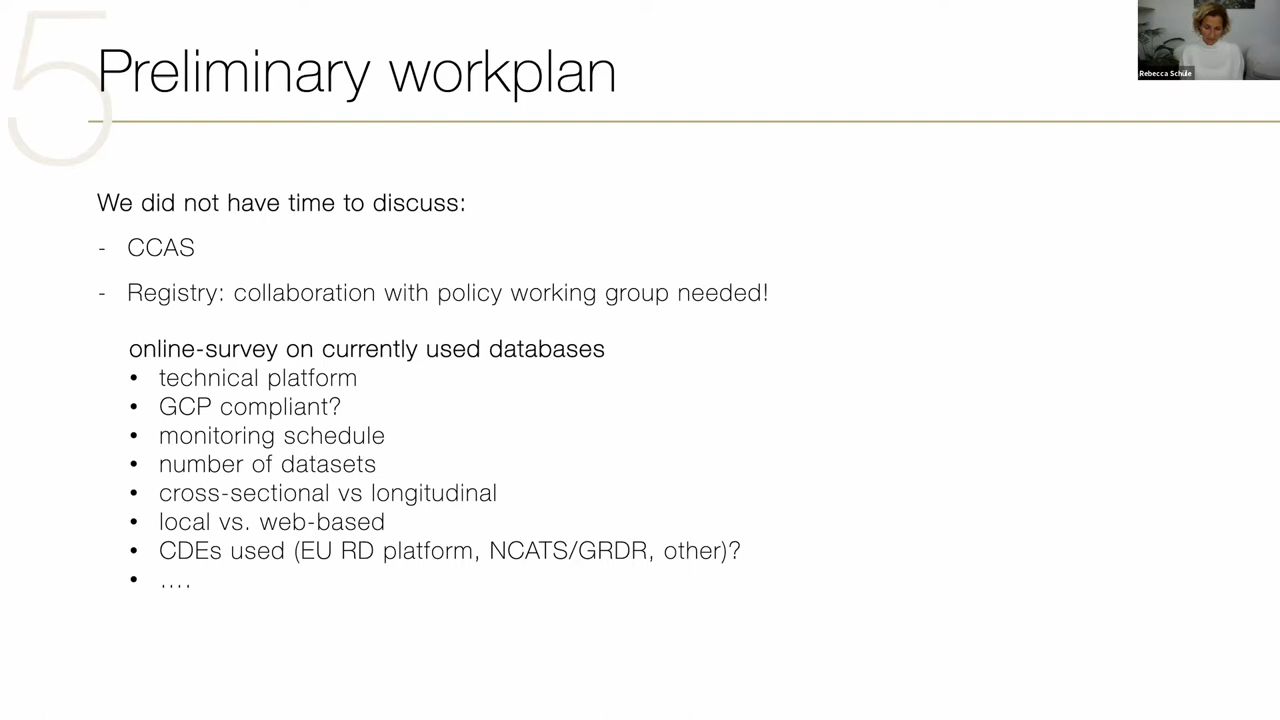 5
Preliminary workplan
Rebecca Schüle
We did not have time to discuss:
- CCAS
- Registry: collaboration with policy working group needed!
online-survey on currently used databases
• technical platform
• GCP compliant?
• monitoring schedule
• number of datasets
• cross-sectional vs longitudinal
• local vs. web-based
• CDEs used (EU RD platform, NCATS/GRDR, other)?
• ....